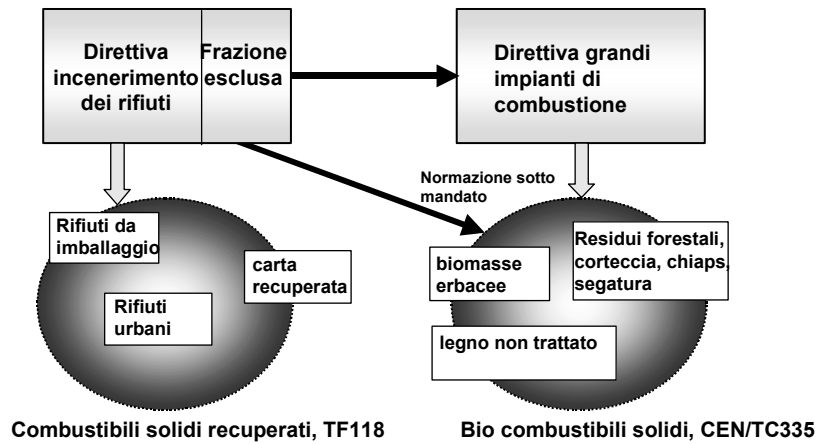 Direttiva
incenerimento
dei rifiuti
Frazione
esclusa
Direttiva grandi
impianti di
combustione
Normazione sotto
mandato
Rifiuti da
imballaggio
carta
recuperata
Rifiuti
urbani
biomasse
erbacee
Residui forestali,
corteccia, chiaps,
segatura
legno non trattato
Combustibili solidi recuperati, TF118
Bio combustibili solidi, CEN/TC335